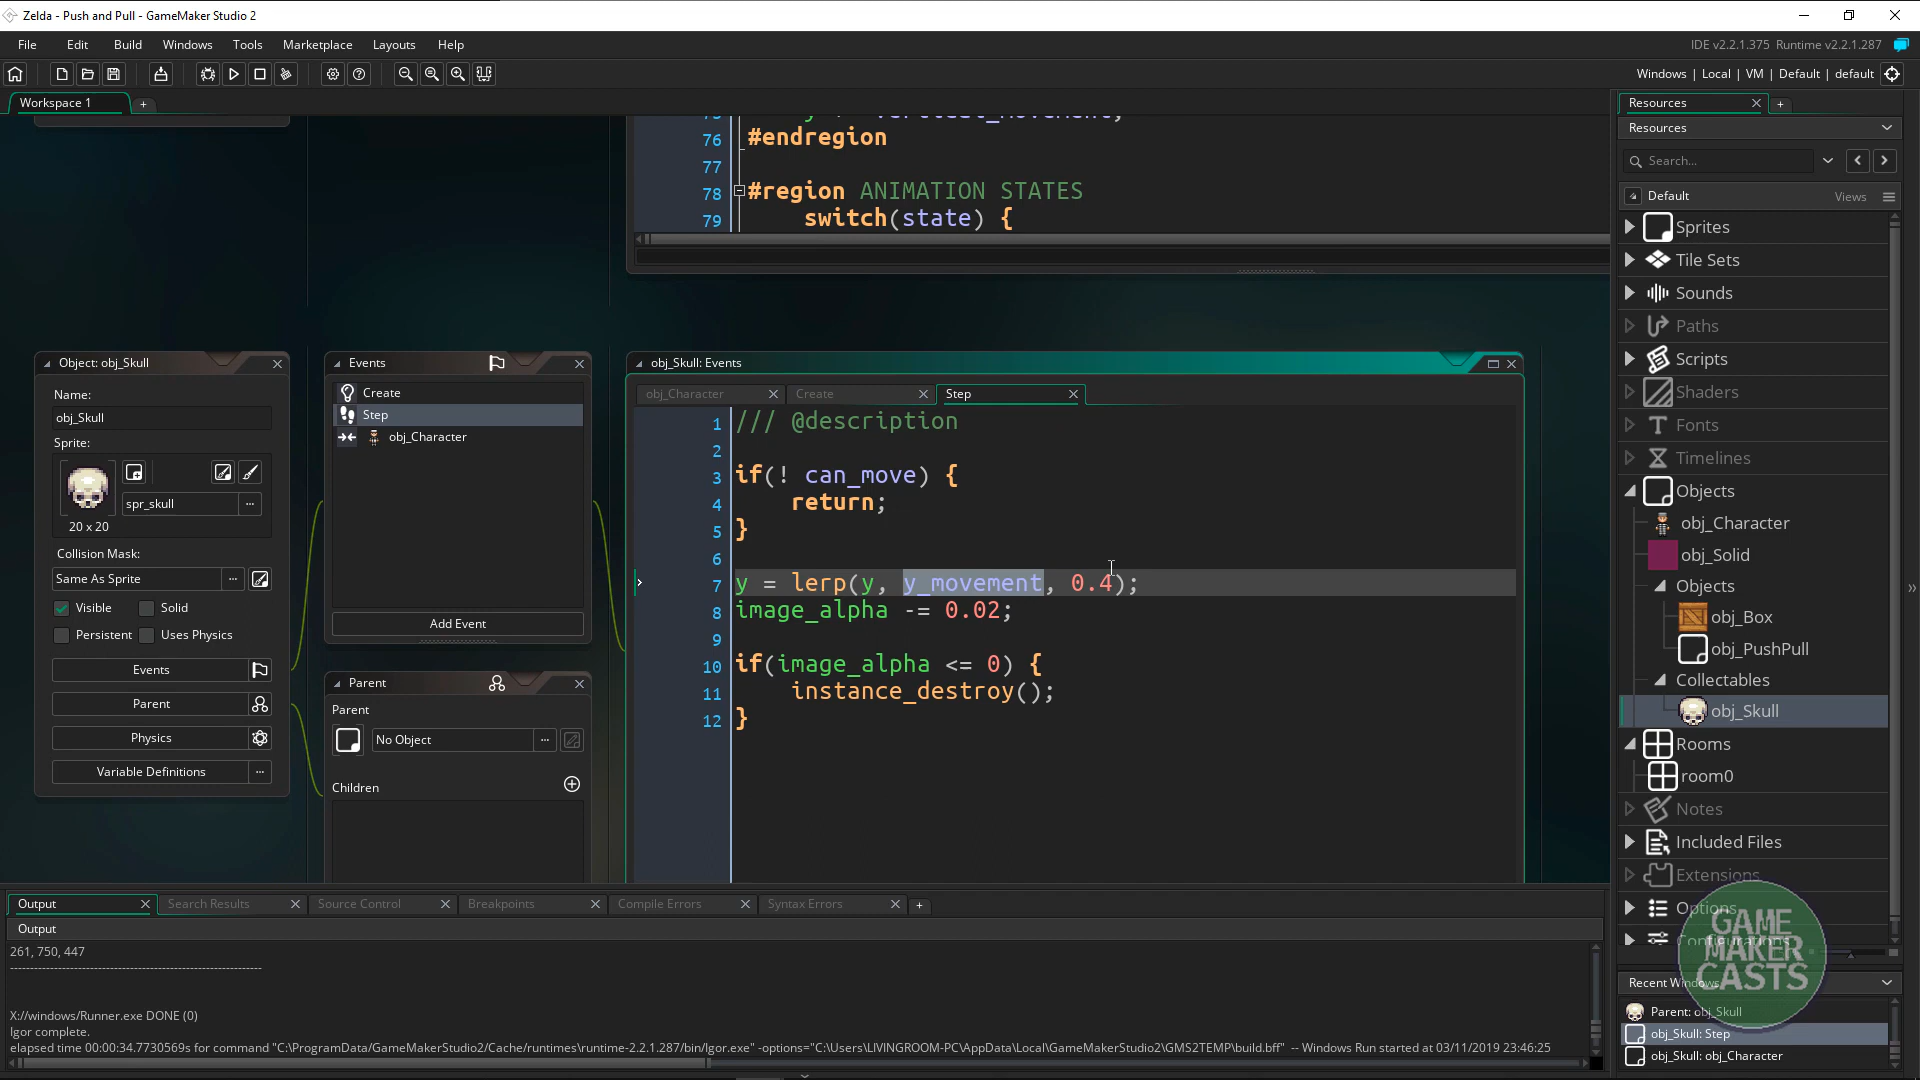 Zelda - Push and Pull - GameMaker Studio 2
File Edit Build Windows Tools Marketplace Layouts Help
IDE v2.2.1.375 Runtime v2.2.1.287
Windows | Local | VM | Default | default
Workspace 1
76 #endregion
77
78 #region ANIMATION STATES
79 switch(state) {
Object: obj_Skull
Name:
obj_Skull
Sprite:
spr_skull
20 x 20
Collision Mask:
Same As Sprite
Visible Solid
Persistent Uses Physics
Events
Parent
Physics
Variable Definitions
Events
Create
Step
obj_Character
Add Event
Parent
Parent
No Object
Children
obj_Skull: Events
obj_Character Create Step
1 /// @description
2
3 if(! can_move) {
4 return;
5 }
6
7 y = lerp(y, y_movement, 0.4);
8 image_alpha -= 0.02;
9
10 if(image_alpha <= 0) {
11 instance_destroy();
12 }
Resources
Resources
Search...
Default Views
Sprites
Tile Sets
Sounds
Paths
Scripts
Shaders
Fonts
Timelines
Objects
obj_Character
obj_Solid
Objects
obj_Box
obj_PushPull
Collectables
obj_Skull
Rooms
room0
Notes
Included Files
Extensions
Options
Configurations
GAME
MAKER
CASTS
Recent Windows
Parent: obj_Skull
obj_Skull: Step
obj_Skull: obj_Character
Output Search Results Source Control Breakpoints Compile Errors Syntax Errors
Output
261, 750, 447
X://windows/Runner.exe DONE (0)
Igor complete.
elapsed time 00:00:34.7730569s for command "C:\ProgramData/GameMakerStudio2/Cache/runtimes\runtime-2.2.1.287/bin/Igor.exe" -options="C:\Users\LIVINGROOM-PC\AppData\Local\GameMakerStudio2\GMS2TEMP\build.bff" -- Windows Run started at 03/11/2019 23:46:25